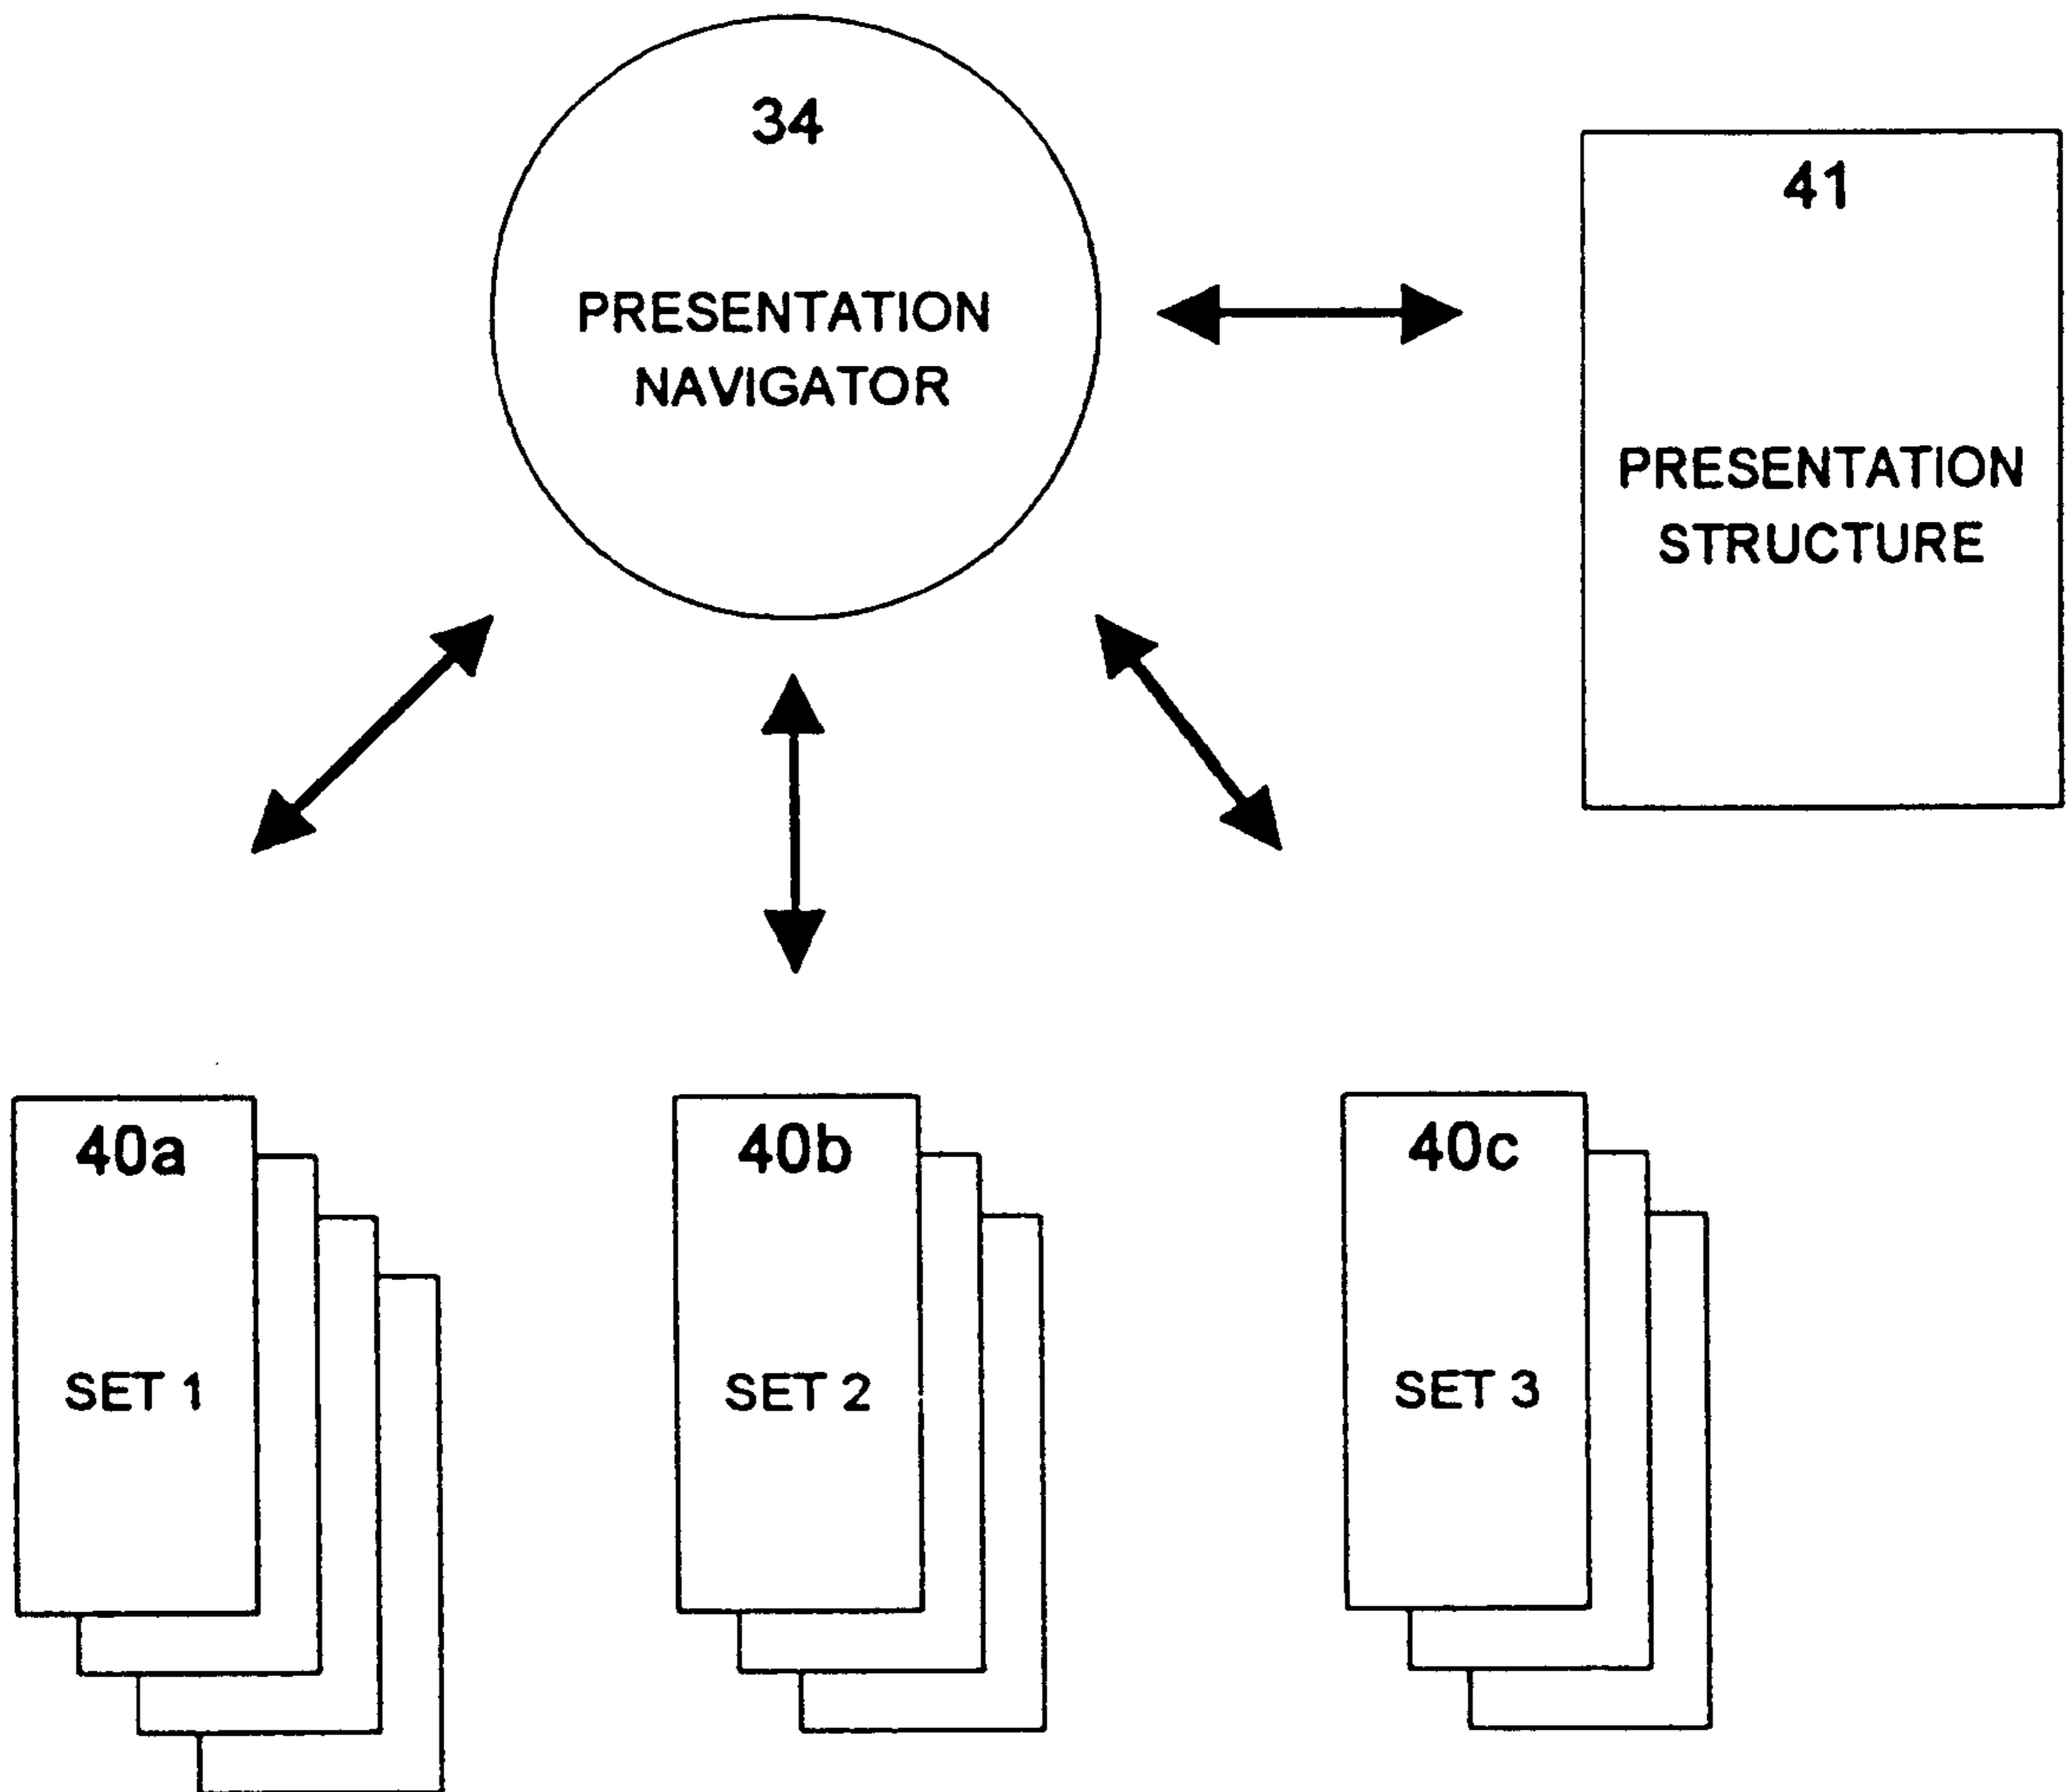 34
PRESENTATION
NAVIGATOR
41
PRESENTATION
STRUCTURE
40a
SET 1
40b
SET 2
40c
SET 3